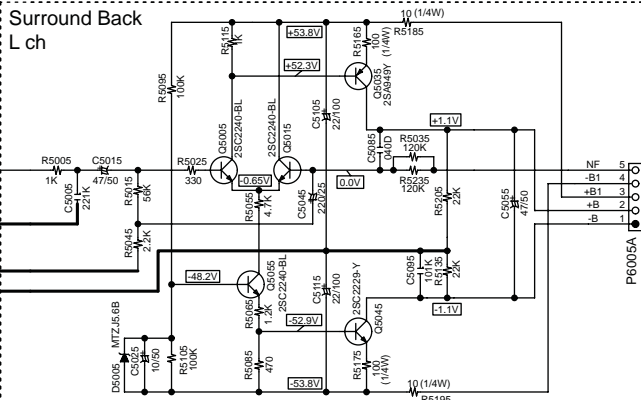 Surround Back
L ch
10 (1/4W)
R5185
+53.8V
R5115
1K
R5165
100
(1/4W)
+52.3V
Q5035
2SA949Y
R5095
100K
Q5005
2SC2240-BL
2SC2240-BL
Q5015
C5105
22/100
+1.1V
C5085
040D
R5035
120K
R5235
120K
R5005
1K
C5015
47/50
R5025
330
-0.65V
0.0V
NF 5
-B1 4
+B1 3
+B 2
-B 1
P6005A
C5005
221K
R5015
56K
R5055
4.7K
C5045
220/25
R5205
22K
C5055
47/50
R5045
2.2K
-48.2V
Q5055
2SC2240-BL
C5115
22/100
2SC2229-Y
Q5045
C5095
101K
R5135
22K
R5065
1.2K
-52.9V
-1.1V
MTZJ5.6B
D5005
C5025
10/50
R5105
100K
R5085
470
R5175
100
(1/4W)
-53.8V
10 (1/4W)
R5195